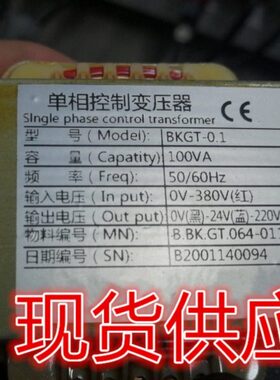 单相控制变压器
SIngle phase control transformer
CE
型 号(Model): BKGT-0.1
容 量(Capatity): 100VA
频 率(Freq): 50/60Hz
输入电压(In put): 0V-380V(红)
输出电压(Out put) 0V(黑)-24V(蓝)-220
物料编号(MN): .B.BK.GT.064-011
日期编号(SN): B2001140094
现货供应